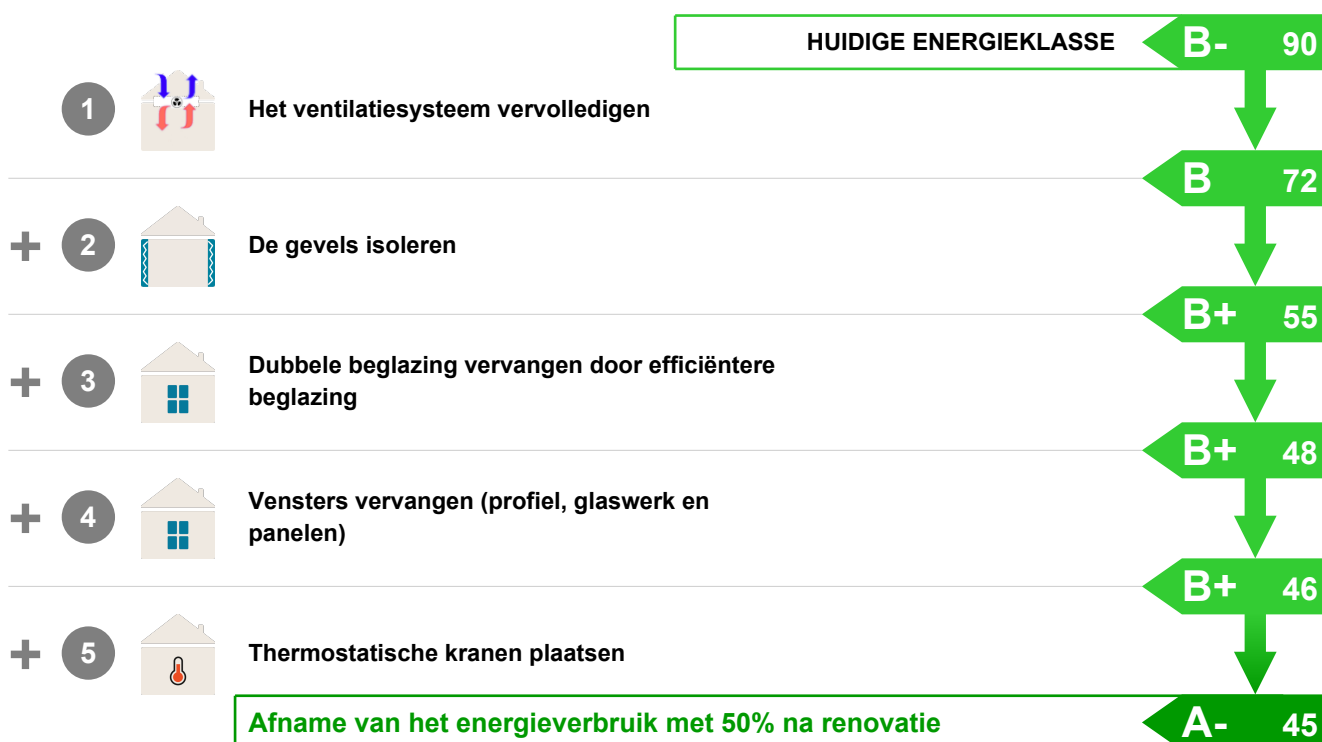 HUIDIGE ENERGIEKLASSE B- 90
1 Het ventilatiesysteem vervolledigen
B 72
+ 2 De gevels isoleren
B+ 55
+ 3 Dubbele beglazing vervangen door efficiëntere
beglazing
B+ 48
+ 4 Vensters vervangen (profiel, glaswerk en
panelen)
B+ 46
+ 5 Thermostatische kranen plaatsen
Afname van het energieverbruik met 50% na renovatie A- 45